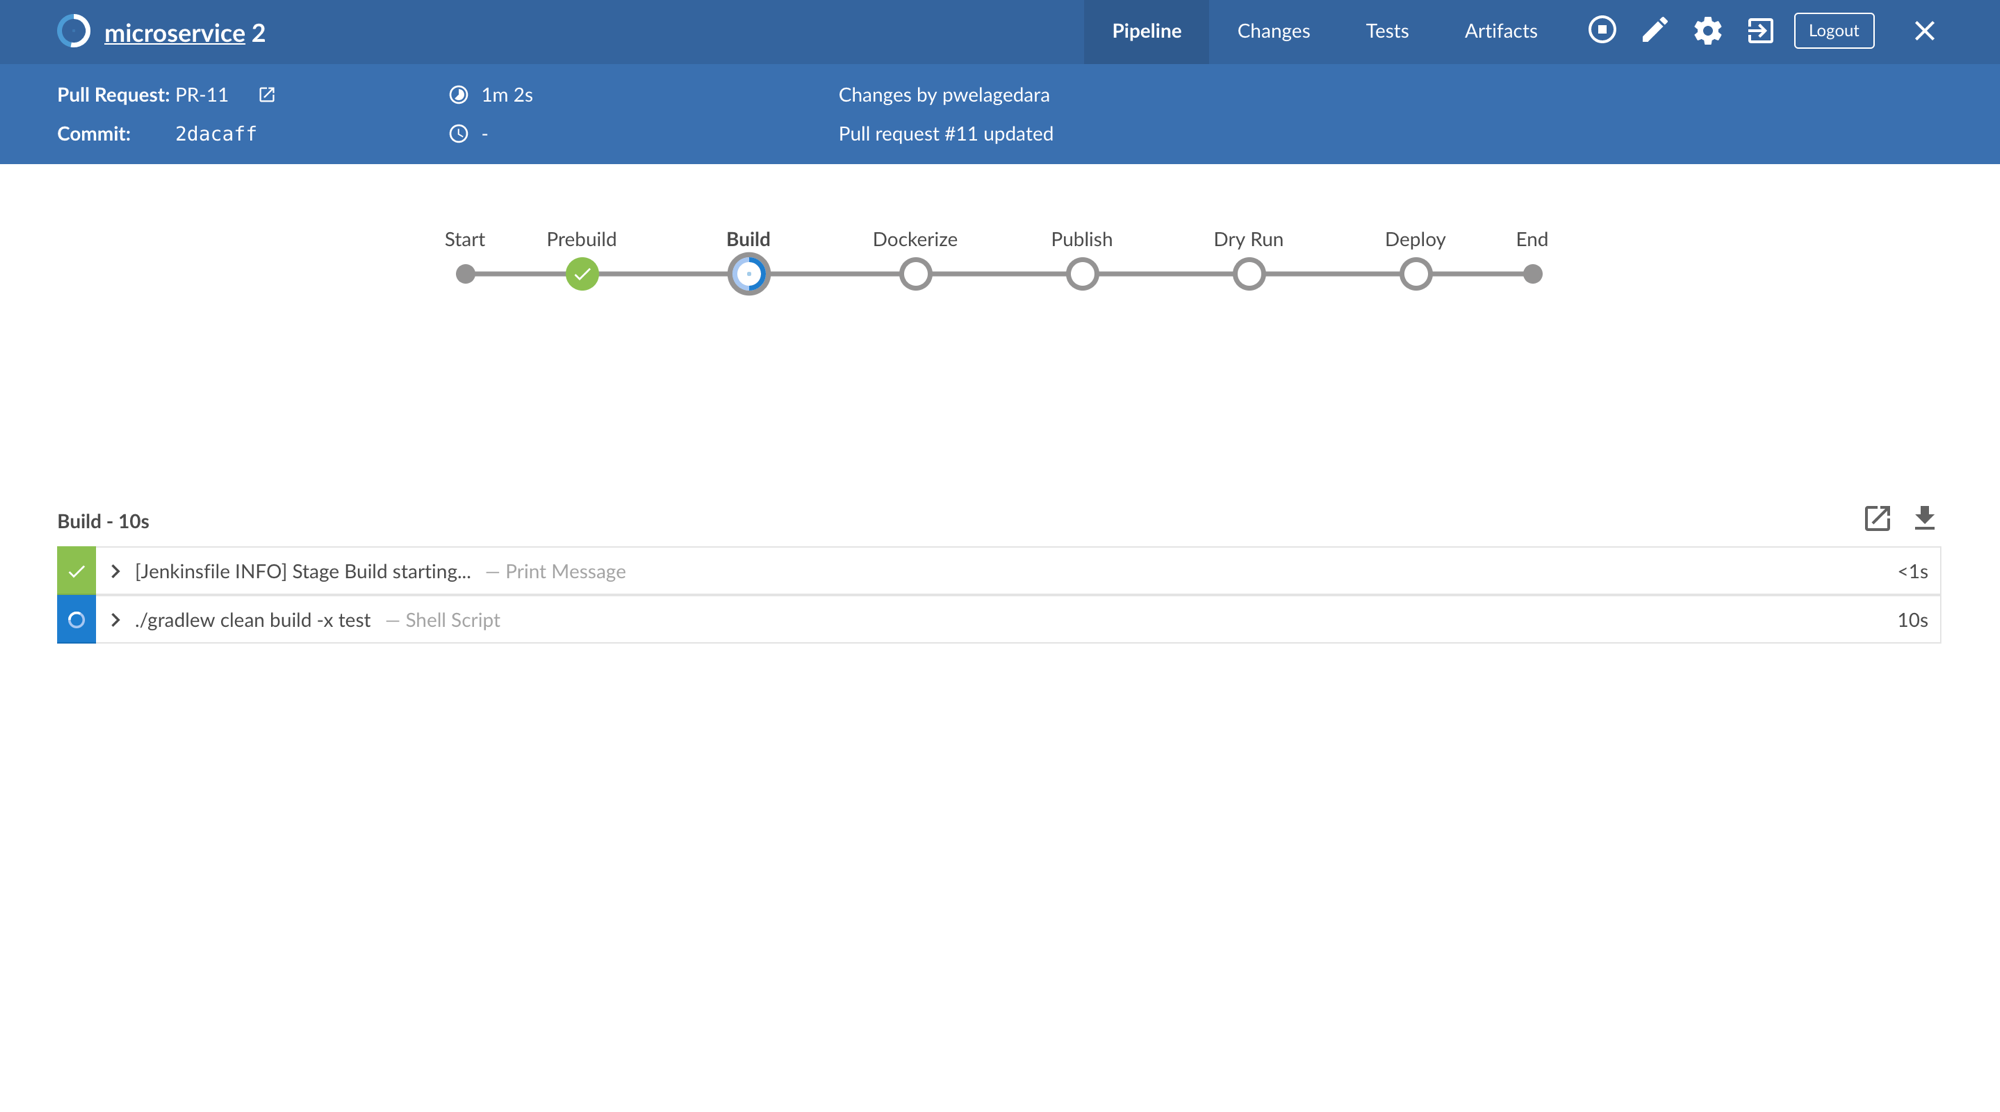 microservice 2
Pipeline Changes Tests Artifacts Logout
Pull Request: PR-11 1m 2s Changes by pwelagedara
Commit: 2dacaff - Pull request #11 updated
Start Prebuild Build Dockerize Publish Dry Run Deploy End
Build - 10s
[Jenkinsfile INFO] Stage Build starting... — Print Message <1s
./gradlew clean build -x test — Shell Script 10s